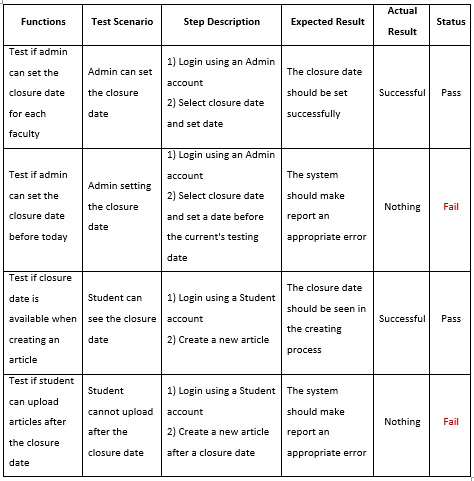 Functions
Test Scenario
Step Description
Expected Result
Actual
Result
Status
Test if admin
can set the
closure date
for each
faculty
Admin can set
the closure
date
1) Login using an Admin
account
2) Select closure date
and set date
The closure date
should be set
successfully
Successful
Pass
Test if admin
can set the
closure date
before today
Admin setting
the closure
date
1) Login using an Admin
account
2) Select closure date
and set a date before
the current's testing
date
The system
should make
report an
appropriate error
Nothing
Fail
Test if closure
date is
available when
creating an
article
Student can
see the closure
date
1) Login using a Student
account
2) Create a new article
The closure date
should be seen in
the creating
process
Successful
Pass
Test if student
can upload
articles after
the closure
date
Student
cannot upload
after the
closure date
1) Login using a Student
account
2) Create a new article
after a closure date
The system
should make
report an
appropriate error
Nothing
Fail